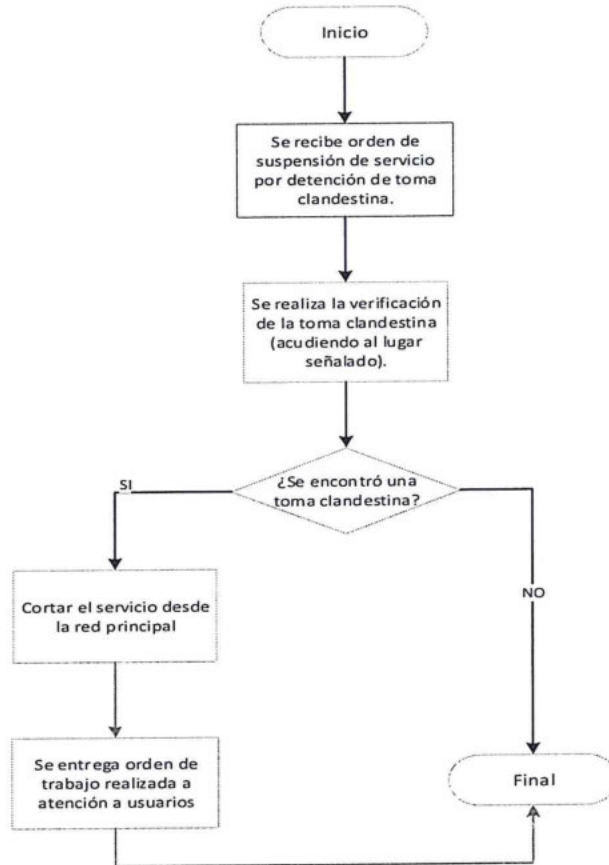 Inicio
Se recibe orden de
suspensión de servicio
por detención de toma
clandestina.
Se realiza la verificación
de la toma clandestina
(acudiendo al lugar
señalado).
¿Se encontró una
toma clandestina?
SI
NO
Cortar el servicio desde
la red principal
Se entrega orden de
trabajo realizada a
atención a usuarios
Final